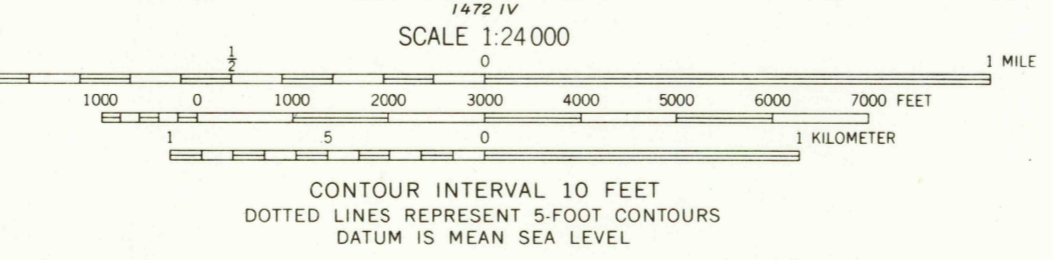 1472 IV
SCALE 1:24 000
1/2 0 1 MILE
1000 0 1000 2000 3000 4000 5000 6000 7000 FEET
1 .5 0 1 KILOMETER
CONTOUR INTERVAL 10 FEET
DOTTED LINES REPRESENT 5-FOOT CONTOURS
DATUM IS MEAN SEA LEVEL